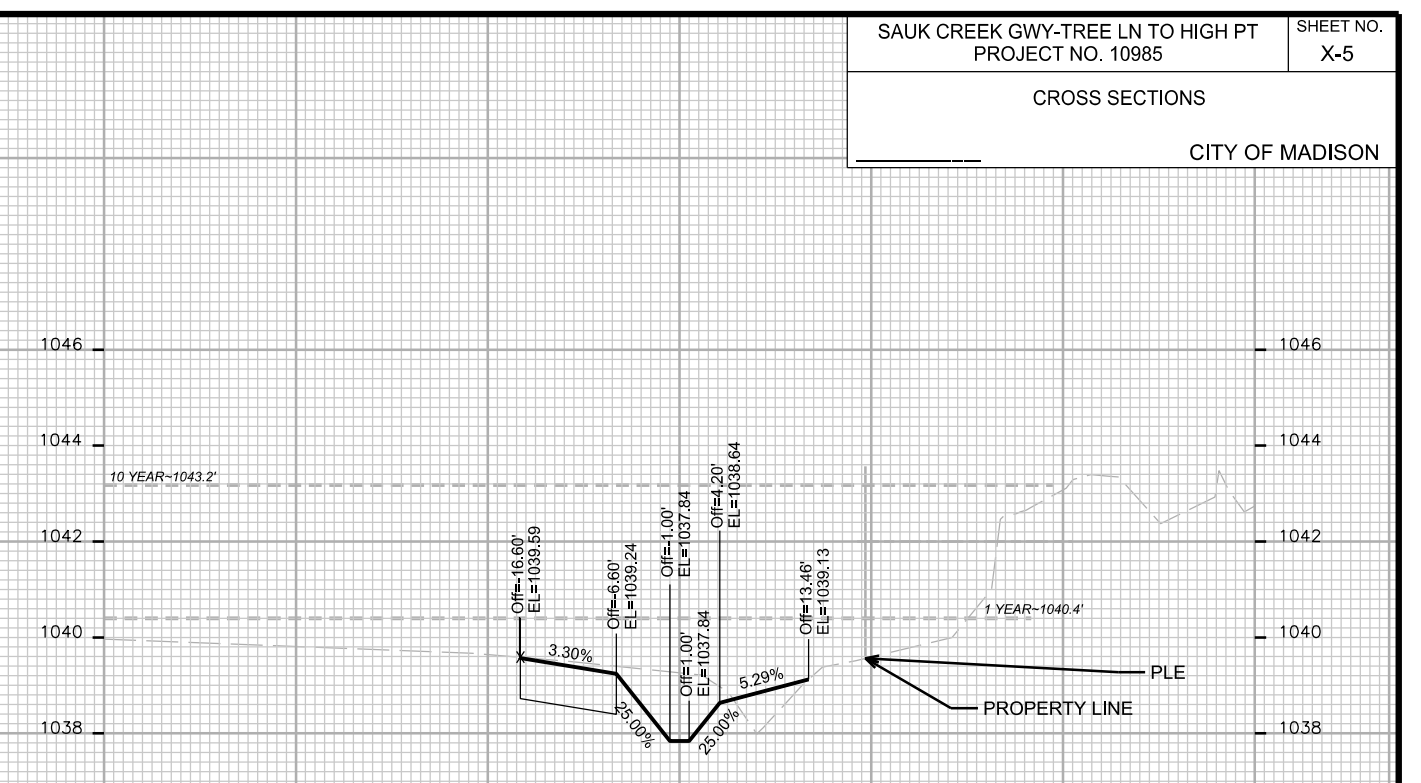 SAUK CREEK GWY-TREE LN TO HIGH PT
PROJECT NO. 10985
SHEET NO.
X-5
CROSS SECTIONS
CITY OF MADISON
1046
1046
1044
1044
10 YEAR~1043.2'
1042
1042
Off=-16.60'
EL=1039.59
Off=-6.60'
EL=1039.24
Off=-1.00'
EL=1037.84
Off=1.00'
EL=1037.84
Off=4.20'
EL=1038.64
Off=13.46'
EL=1039.13
1 YEAR~1040.4'
1040
1040
3.30%
25.00%
25.00%
5.29%
PLE
PROPERTY LINE
1038
1038